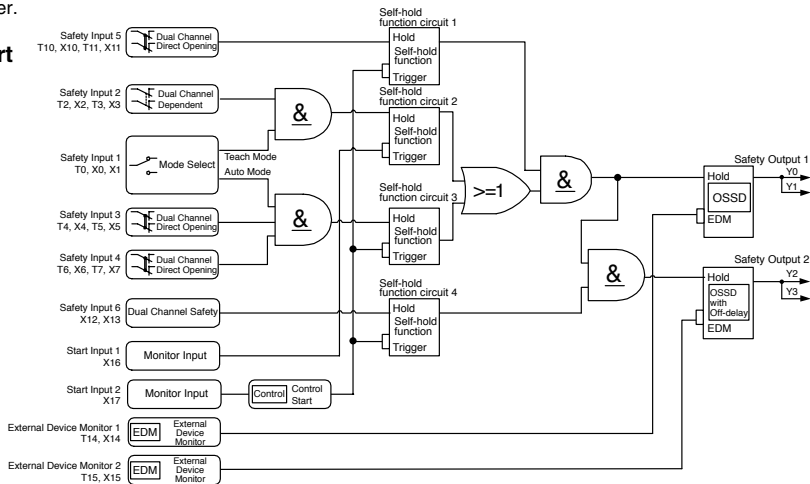 er.
rt
Safety Input 5
T10, X10, T11, X11
Dual Channel
Direct Opening
Safety Input 2
T2, X2, T3, X3
Dual Channel
Dependent
Safety Input 1
T0, X0, X1
Mode Select
Teach Mode
Auto Mode
Safety Input 3
T4, X4, T5, X5
Dual Channel
Direct Opening
Safety Input 4
T6, X6, T7, X7
Dual Channel
Direct Opening
Safety Input 6
X12, X13
Dual Channel Safety
Start Input 1
X16
Monitor Input
Start Input 2
X17
Monitor Input
Control
Control
Start
External Device Monitor 1
T14, X14
EDM
External
Device
Monitor
External Device Monitor 2
T15, X15
EDM
External
Device
Monitor
&
&
Self-hold
function circuit 1
Hold
Self-hold
function
Trigger
Self-hold
function circuit 2
Hold
Self-hold
function
Trigger
Self-hold
function circuit 3
Hold
Self-hold
function
Trigger
Self-hold
function circuit 4
Hold
Self-hold
function
Trigger
>=1
&
&
Safety Output 1
Hold
OSSD
EDM
Y0
Y1
Safety Output 2
Hold
OSSD
with
Off-delay
EDM
Y2
Y3